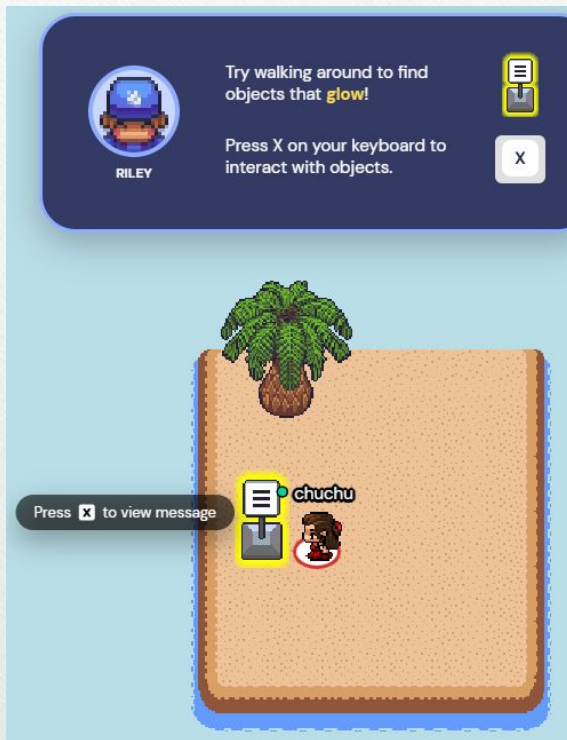 Try walking around to find
objects that glow!
Press X on your keyboard to
interact with objects.
X
RILEY
chuchu
Press X to view message